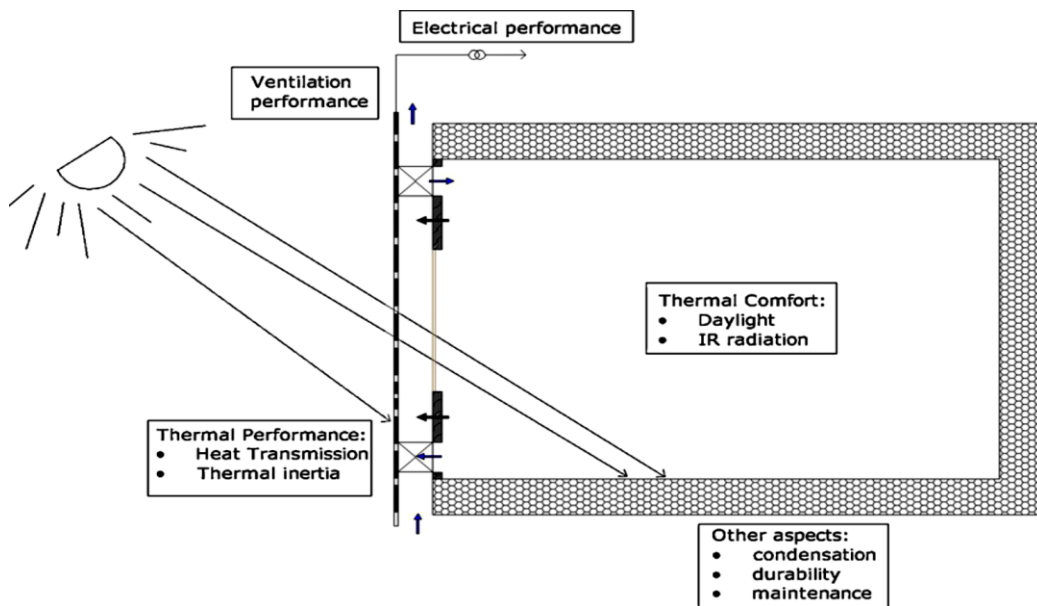 Electrical performance
Ventilation
performance
Thermal Comfort:
• Daylight
• IR radiation
Thermal Performance:
• Heat Transmission
• Thermal inertia
Other aspects:
• condensation
• durability
• maintenance